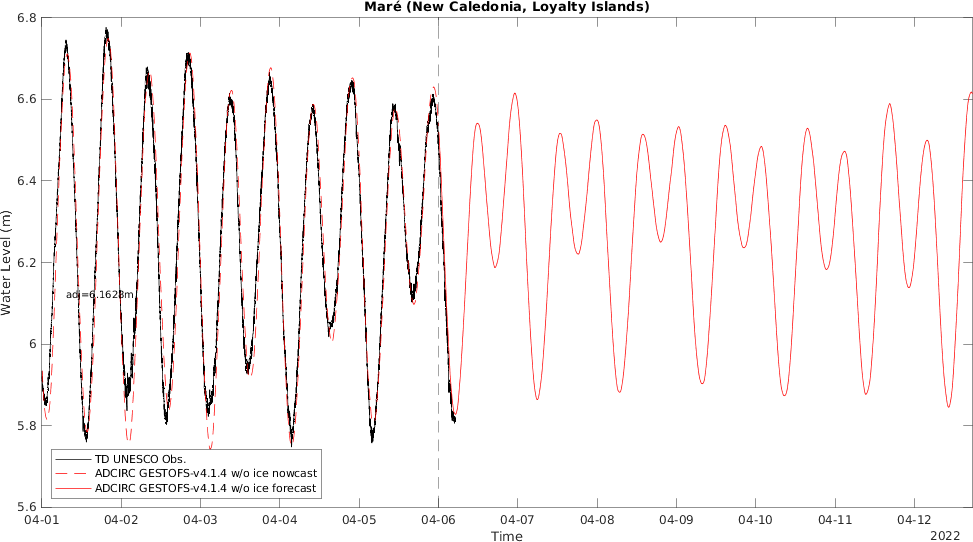 Maré (New Caledonia, Loyalty Islands)
6.8
6.6
6.4
6.2
6
5.8
5.6
Water Level (m)
adj=6.1628m
TD UNESCO Obs.
ADCIRC GESTOFS-v4.1.4 w/o ice nowcast
ADCIRC GESTOFS-v4.1.4 w/o ice forecast
04-01 04-02 04-03 04-04 04-05 04-06 04-07 04-08 04-09 04-10 04-11 04-12
Time
2022